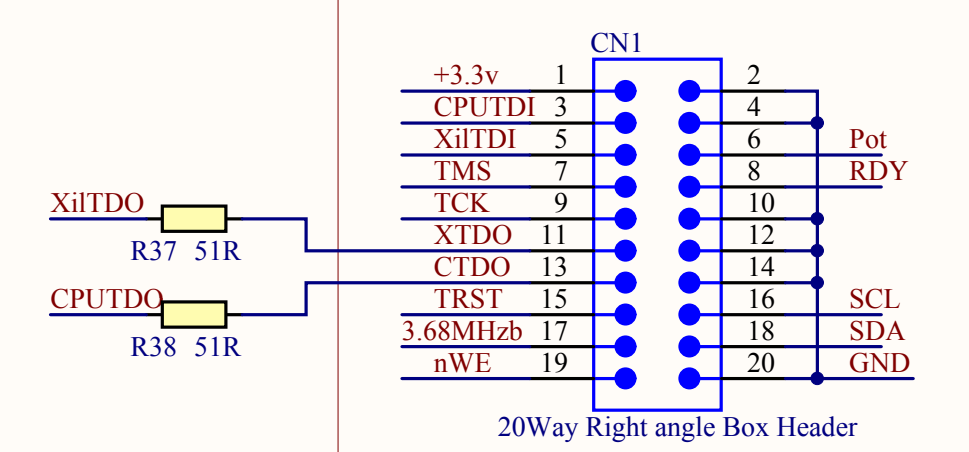 CN1
+3.3v 1 2
CPUTDI 3 4
XilTDI 5 6 Pot
TMS 7 8 RDY
XilTDO TCK 9 10
R37 51R XTDO 11 12
CTDO 13 14
CPUTDO TRST 15 16 SCL
R38 51R 3.68MHzb 17 18 SDA
nWE 19 20 GND
20Way Right angle Box Header